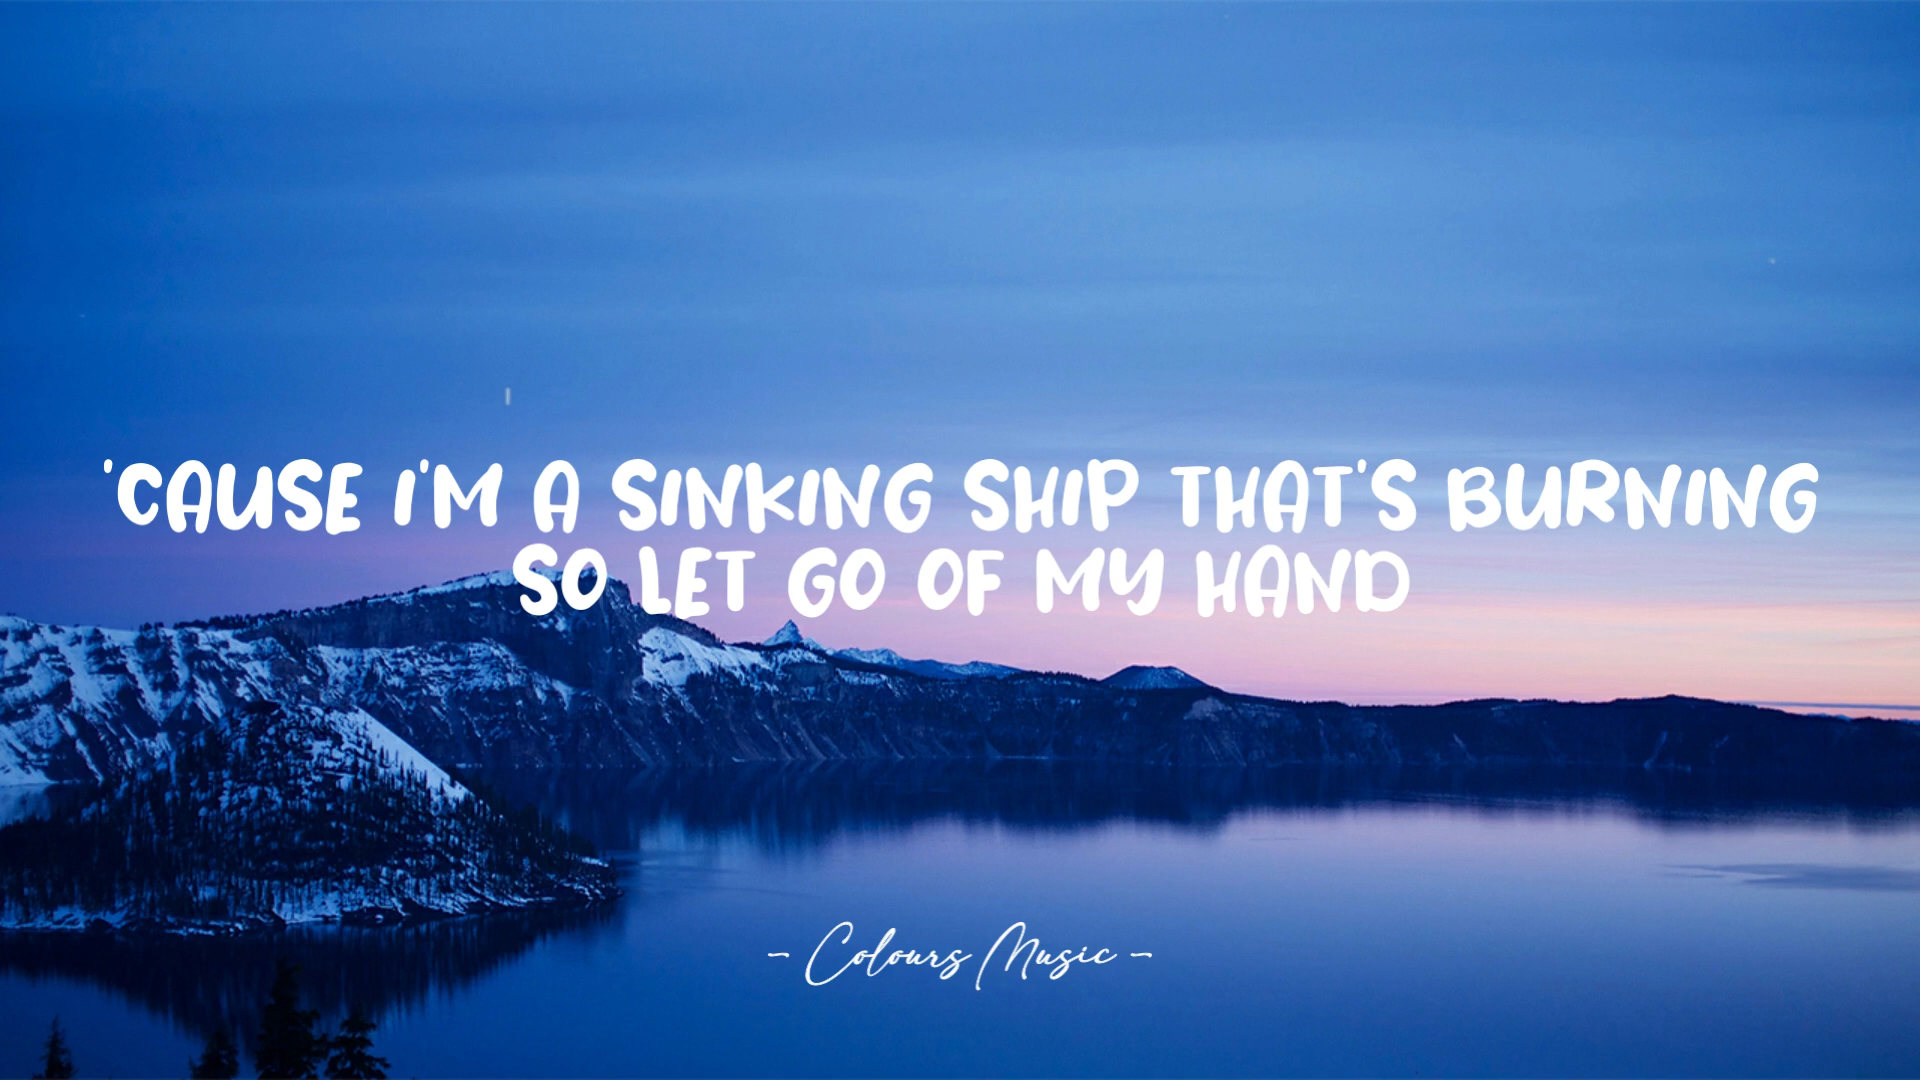 'CAUSE I'M A SINKING SHIP THAT'S BURNING
SO LET GO OF MY HAND
- Colours Music -